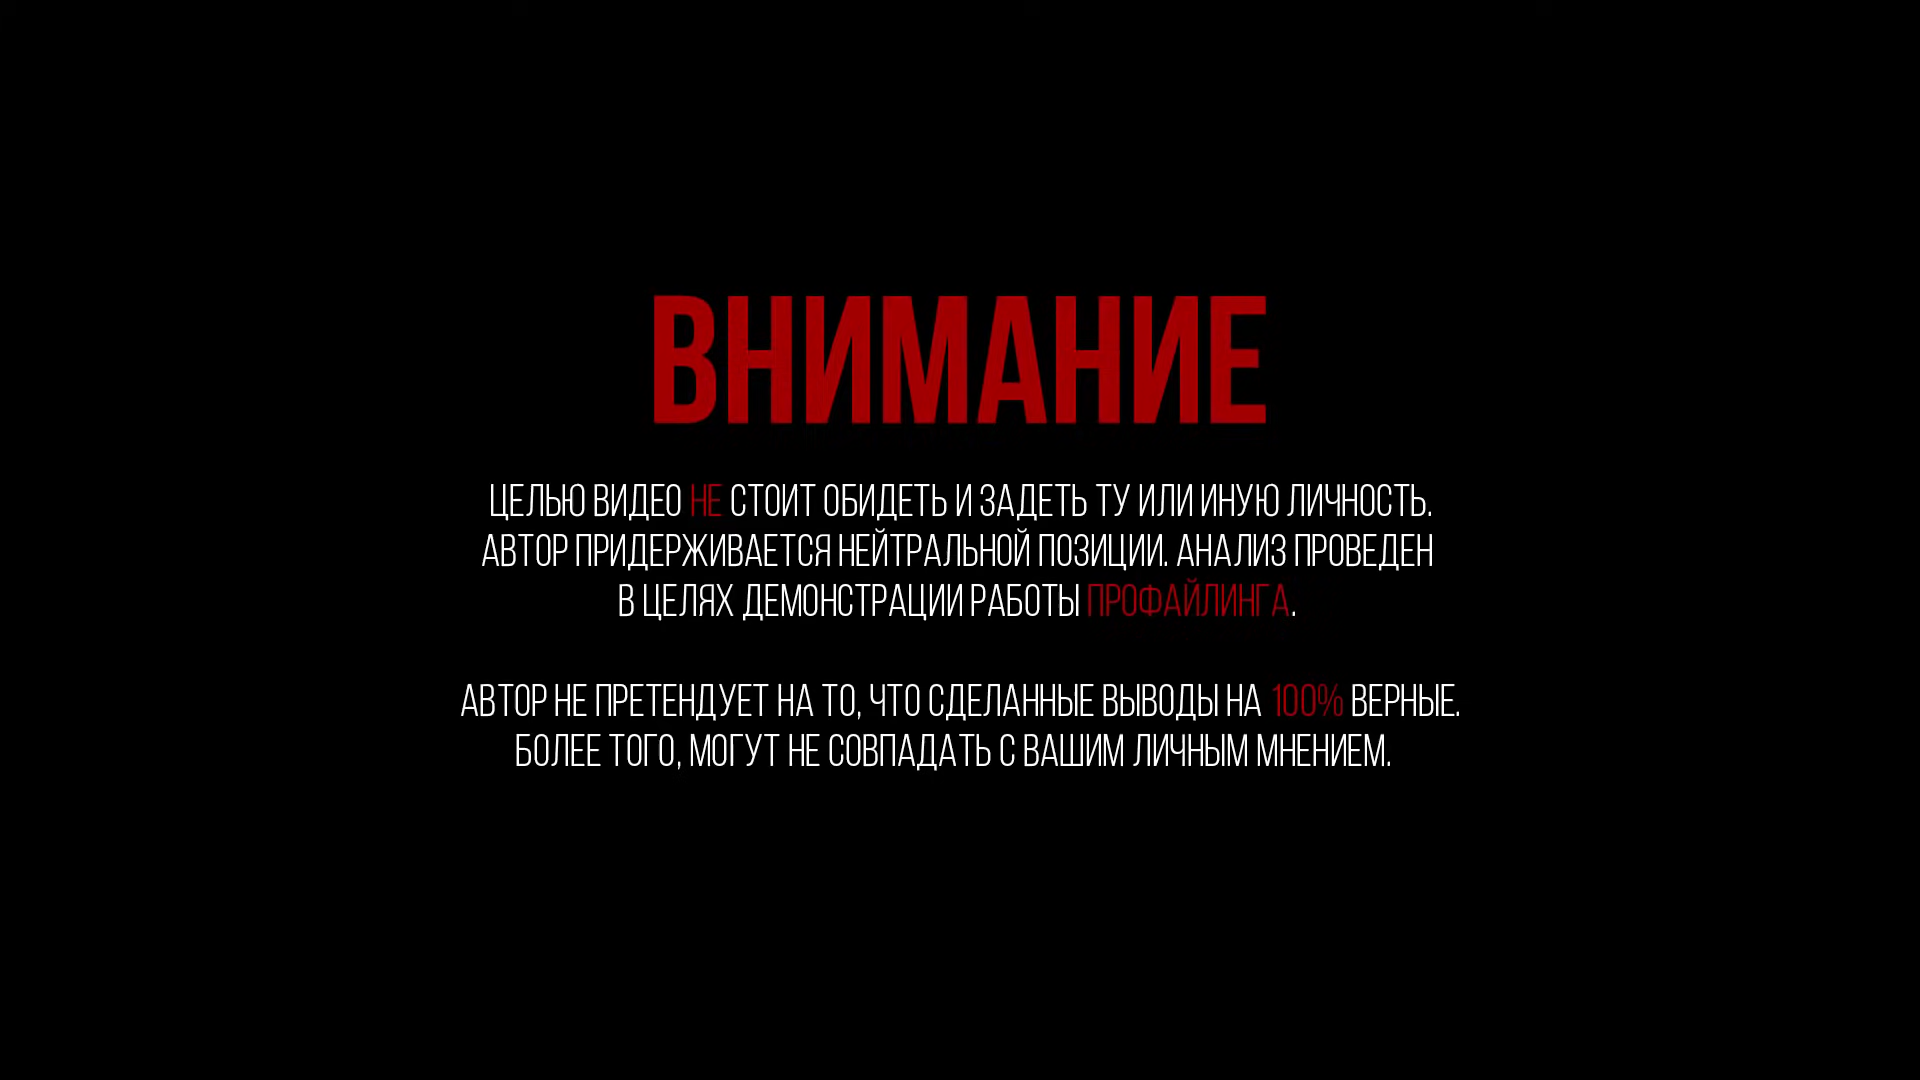 ВНИМАНИЕ
ЦЕЛЬЮ ВИДЕО НЕ СТОИТ ОБИДЕТЬ И ЗАДЕТЬ ТУ ИЛИ ИНУЮ ЛИЧНОСТЬ.
АВТОР ПРИДЕРЖИВАЕТСЯ НЕЙТРАЛЬНОЙ ПОЗИЦИИ. АНАЛИЗ ПРОВЕДЕН
В ЦЕЛЯХ ДЕМОНСТРАЦИИ РАБОТЫ ПРОФАЙЛИНГА.
АВТОР НЕ ПРЕТЕНДУЕТ НА ТО, ЧТО СДЕЛАННЫЕ ВЫВОДЫ НА 100% ВЕРНЫЕ.
БОЛЕЕ ТОГО, МОГУТ НЕ СОВПАДАТЬ С ВАШИМ ЛИЧНЫМ МНЕНИЕМ.